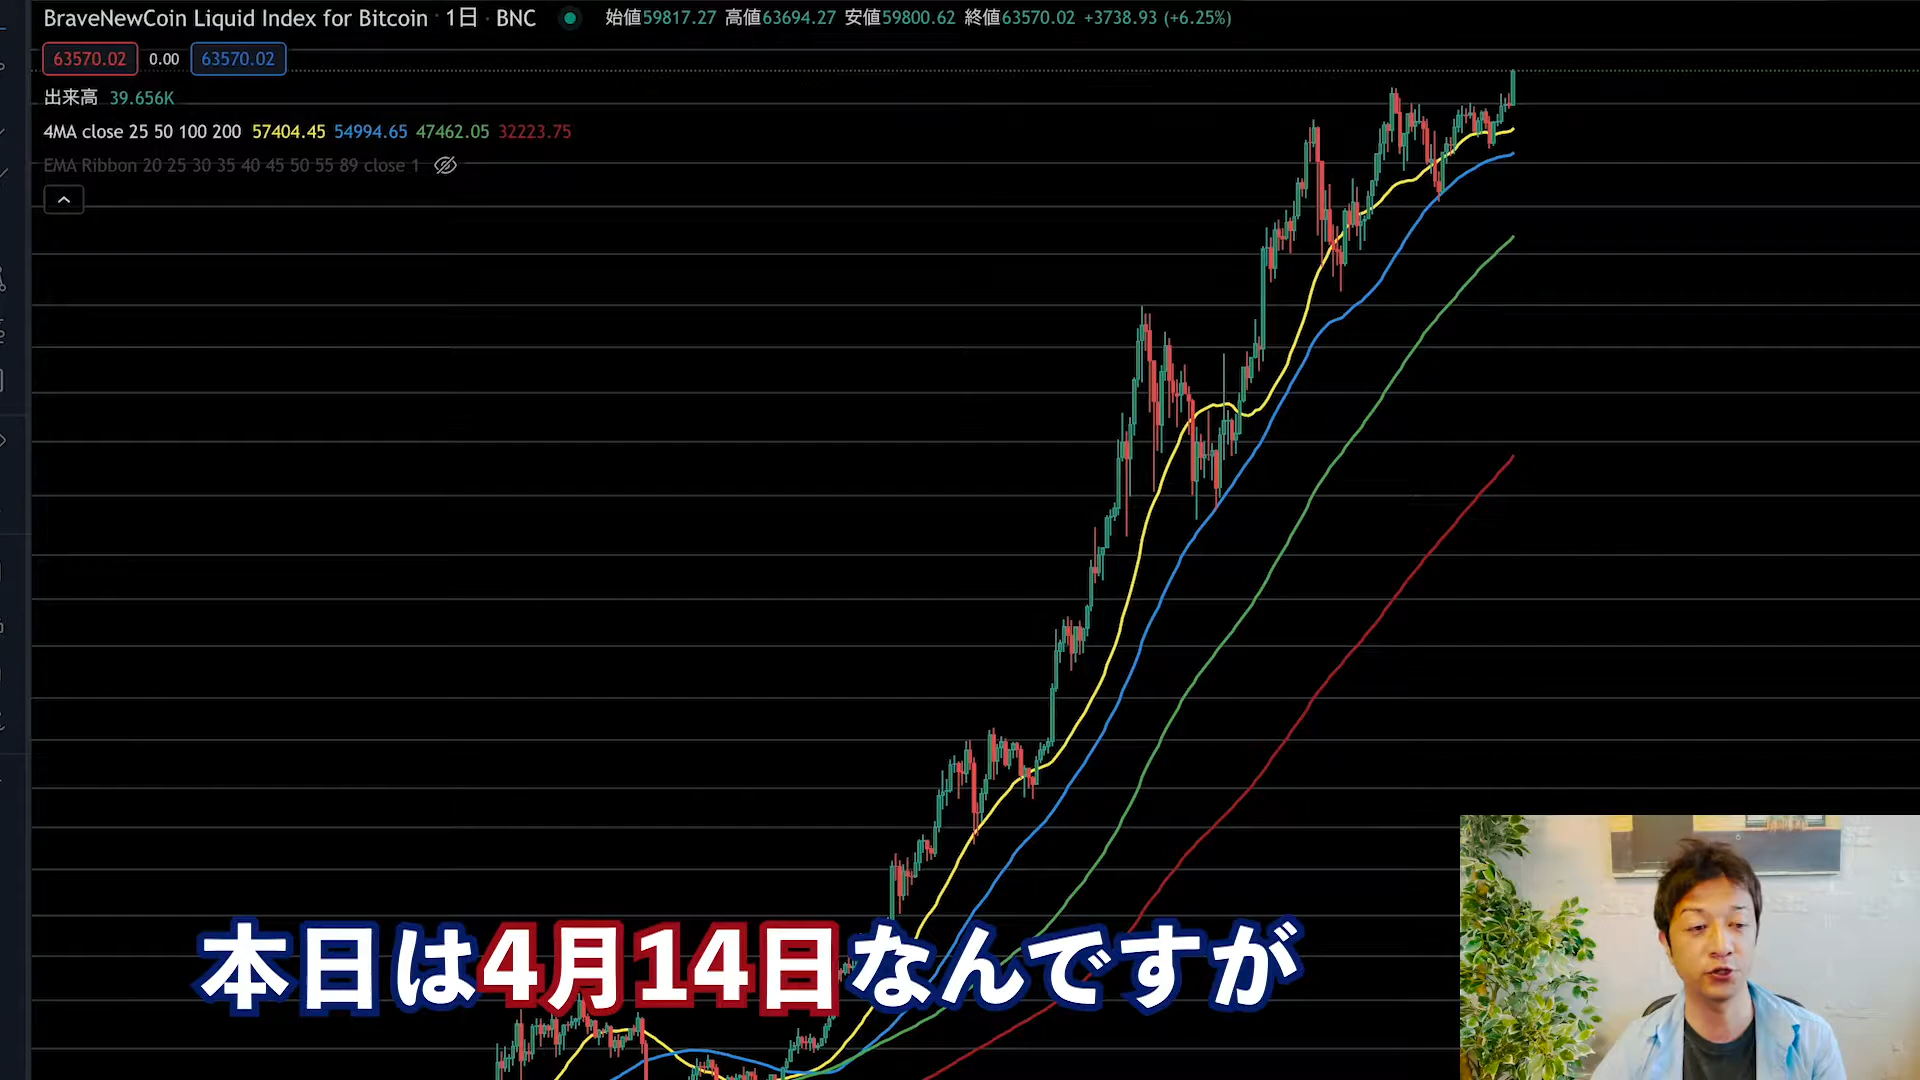 BraveNewCoin Liquid Index for Bitcoin · 1日 · BNC 始値59817.27 高値63694.27 安値59800.62 終値63570.02 +3738.93 (+6.25%)
63570.02 0.00 63570.02
出来高 39.656K
4MA close 25 50 100 200 57404.45 54994.65 47462.05 32223.75
EMA Ribbon 20 25 30 35 40 45 50 55 89 close 1
本日は4月14日なんですが